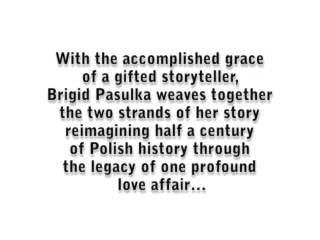 With the accomplished grace
of a gifted storyteller,
Brigid Pasulka weaves together
the two strands of her story
reimagining half a century
of Polish history through
the legacy of one profound
love affair...